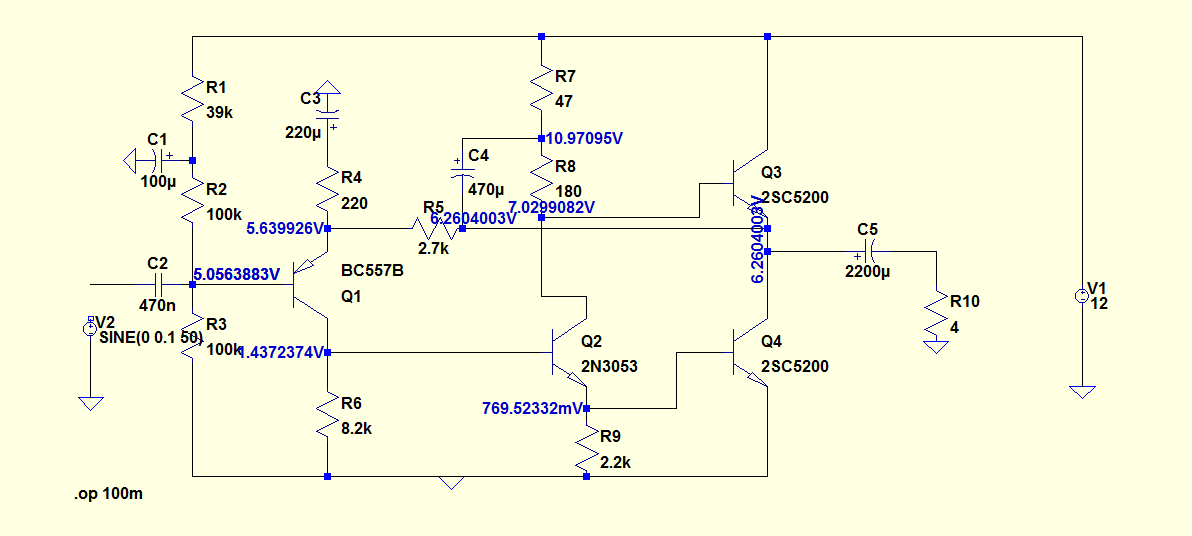 R1
39k
C1
100µ
R2
100k
C3
220µ
R4
220
R7
47
10.97095V
C4
470µ
R8
180
7.0299082V
R5
2.7k
6.2604003V
5.639926V
Q3
2SC5200
6.2604003V
C5
2200µ
R10
4
V1
12
C2
470n
5.0563883V
BC557B
Q1
V2
SINE(0 0.1 50)
R3
100k
1.4372374V
Q2
2N3053
Q4
2SC5200
R6
8.2k
769.52332mV
R9
2.2k
.op 100m